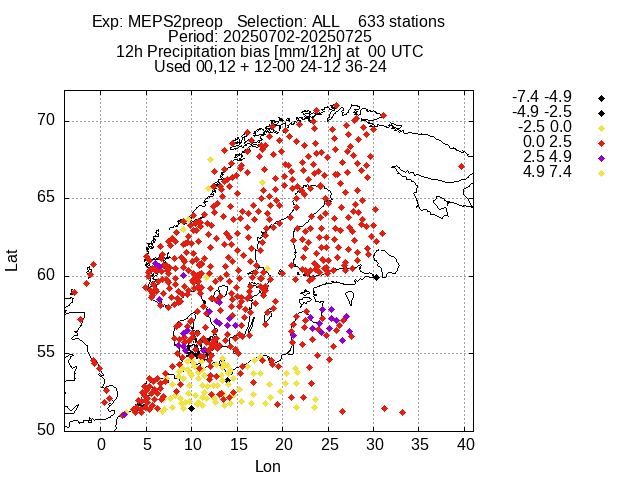 Exp: MEPS2preop   Selection: ALL    633 stations
Period: 20250702-20250725
12h Precipitation bias [mm/12h] at  00 UTC
Used 00,12 + 12-00 24-12 36-24
-7.4 -4.9
-4.9 -2.5
-2.5 0.0
0.0 2.5
2.5 4.9
4.9 7.4
70
65
60
55
50
Lat
0 5 10 15 20 25 30 35 40
Lon